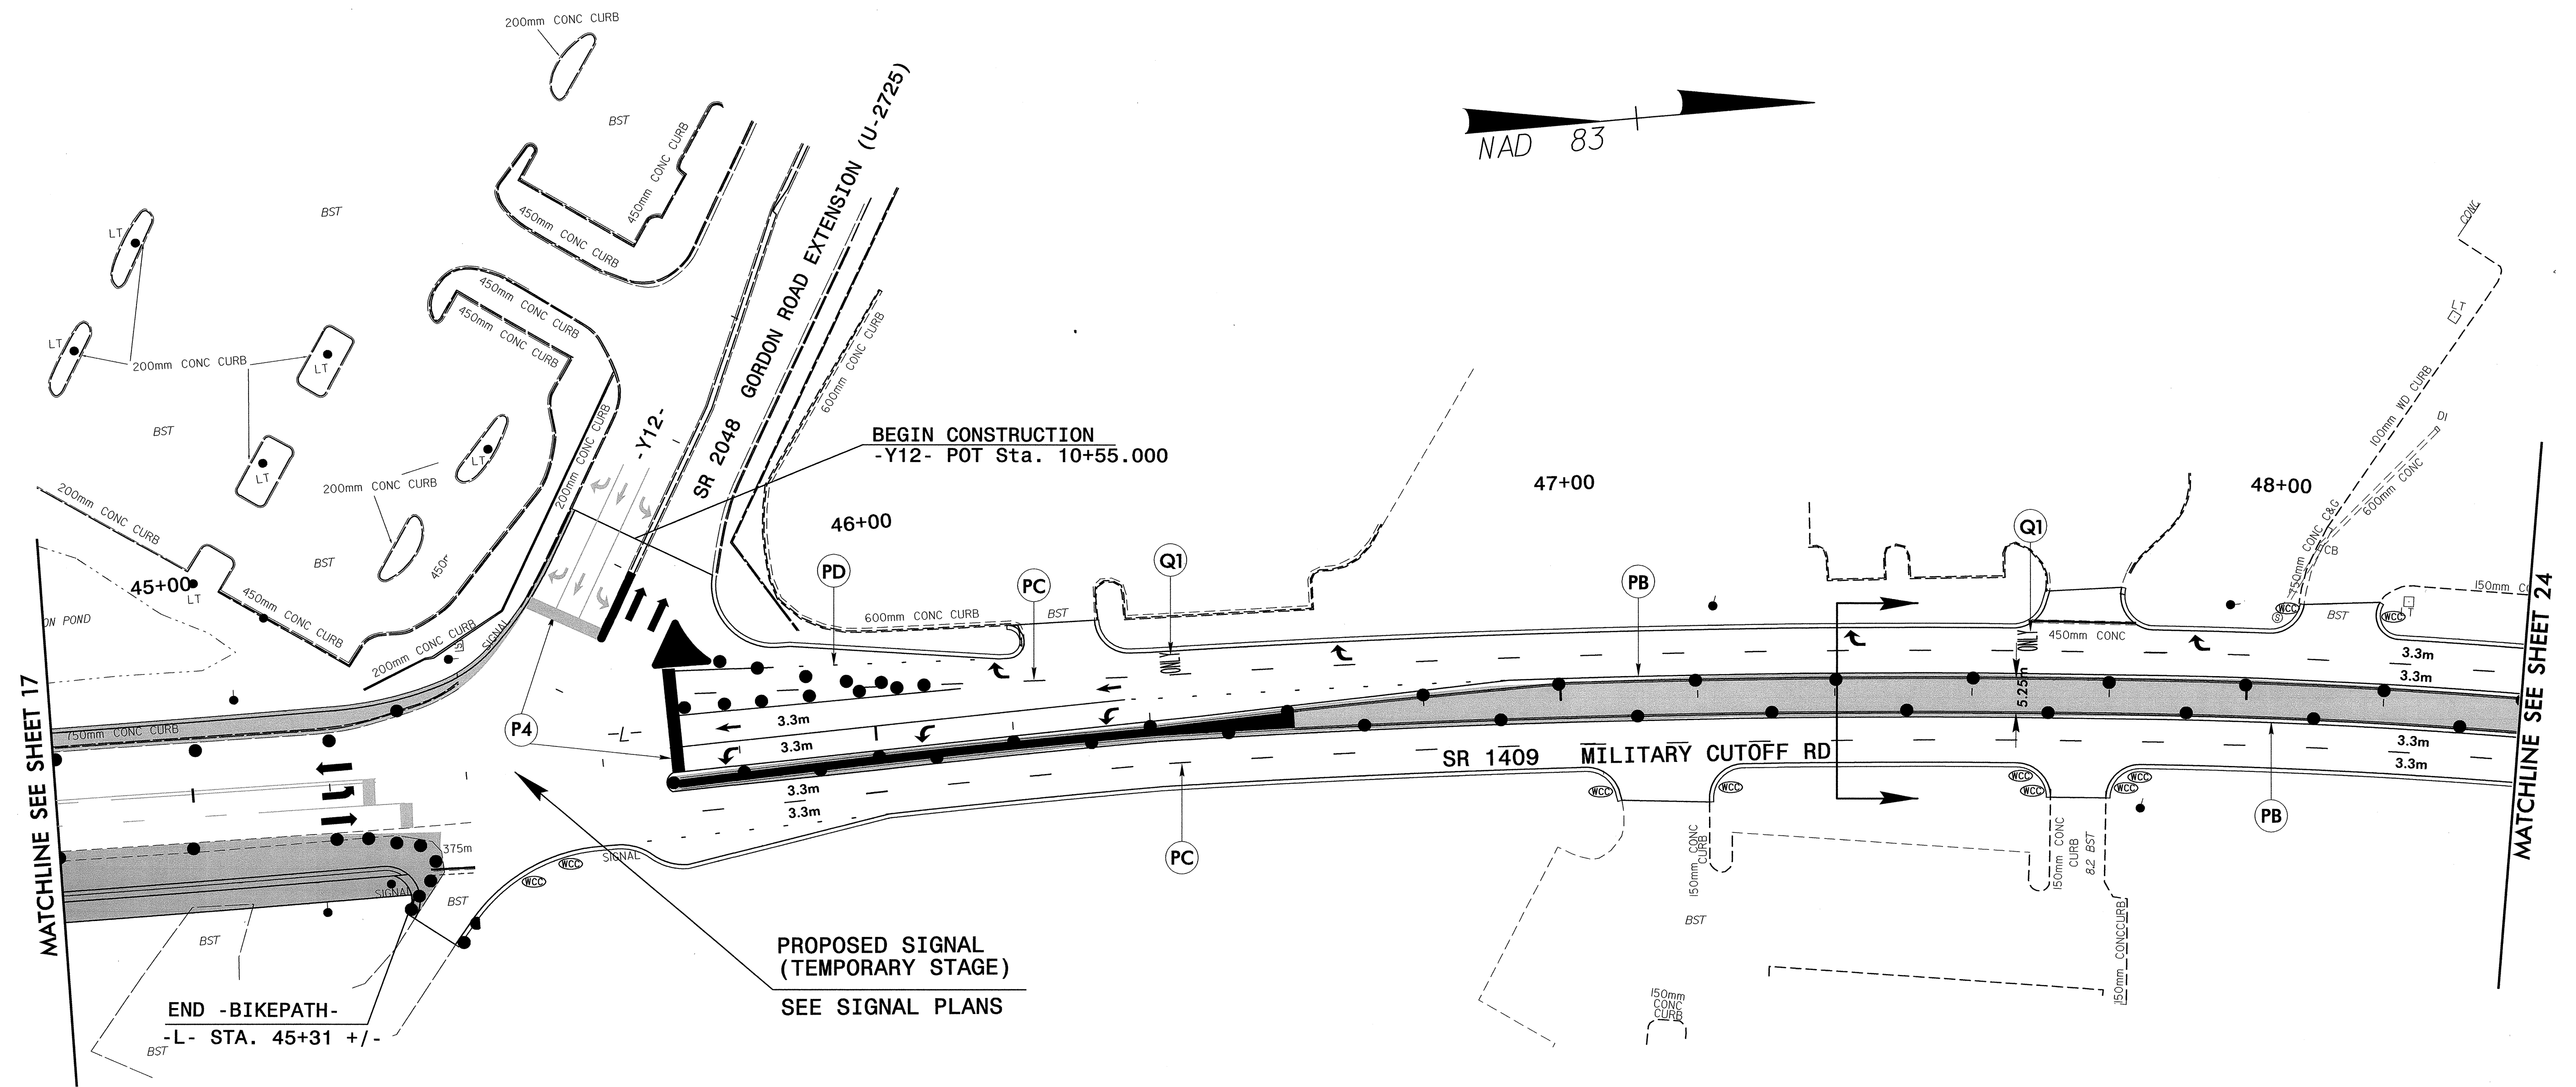 200mm CONC CURB
BST
450mm CONC CURB
450mm CONC CURB
SR 2048 GORDON ROAD EXTENSION (U-2725)
NAD 83
LT
BST
450mm CONC CURB
450mm CONC CURB
LT
200mm CONC CURB
LT
600mm CONC CURB
CONC
LT
100mm WD CURB
DI
BST
200mm CONC CURB
-Y12-
BEGIN CONSTRUCTION
-Y12- POT Sta. 10+55.000
LT
LT
200mm CONC CURB
200mm CONC CURB
46+00
47+00
48+00
600mm CONC
750mm CONC C&G
CB
BST
450
45+00
LT
450mm CONC CURB
ON POND
200mm CONC CURB
SIGNAL
PD
PC
Q1
PB
Q1
600mm CONC CURB
BST
ONLY
ONLY
450mm CONC
WCC
S
BST
WCC
T
150mm CO
3.3m
3.3m
5.25m
MATCHLINE SEE SHEET 17
MATCHLINE SEE SHEET 24
750mm CONC CURB
P4
-L-
3.3m
3.3m
3.3m
3.3m
SR 1409 MILITARY CUTOFF RD
3.3m
3.3m
WCC
WCC
WCC
WCC
WCC
WCC
PB
PC
375m
SIGNAL
WCC
WCC
SIGNAL
BST
BST
150mm CONC
CURB
150mm CONC
CURB
8.2 BST
BST
150mm CONCCURB
PROPOSED SIGNAL
(TEMPORARY STAGE)
SEE SIGNAL PLANS
END -BIKEPATH-
-L- STA. 45+31 +/-
BST
150mm
CONC
CURB